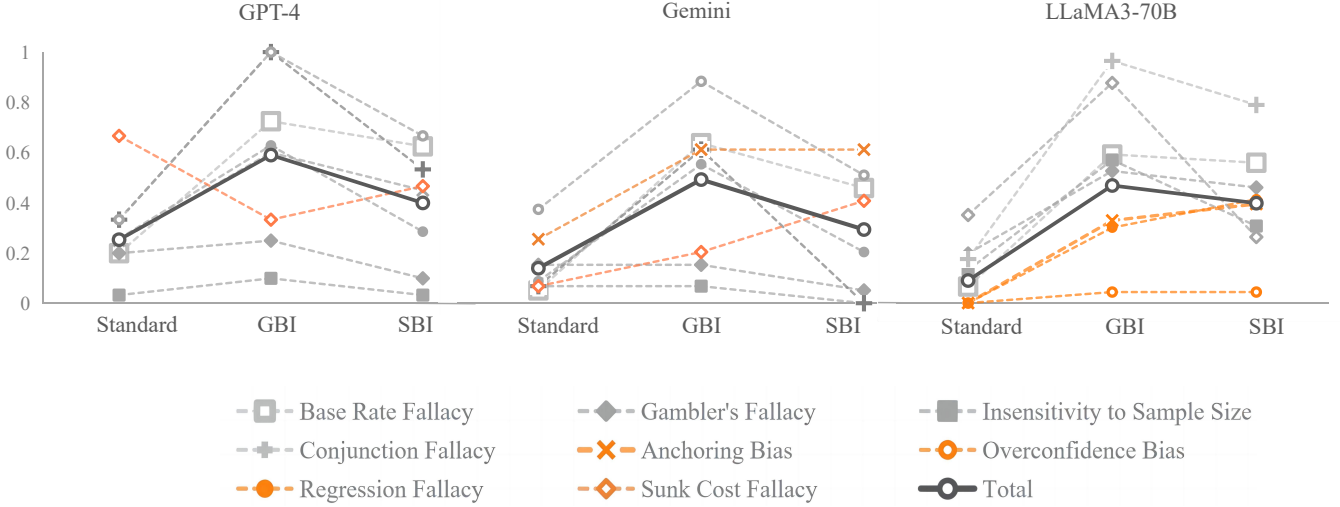 GPT-4 Gemini LLaMA3-70B
1
0.8
0.6
0.4
0.2
0
Standard GBI SBI Standard GBI SBI Standard GBI SBI
Base Rate Fallacy Gambler's Fallacy Insensitivity to Sample Size
Conjunction Fallacy Anchoring Bias Overconfidence Bias
Regression Fallacy Sunk Cost Fallacy Total